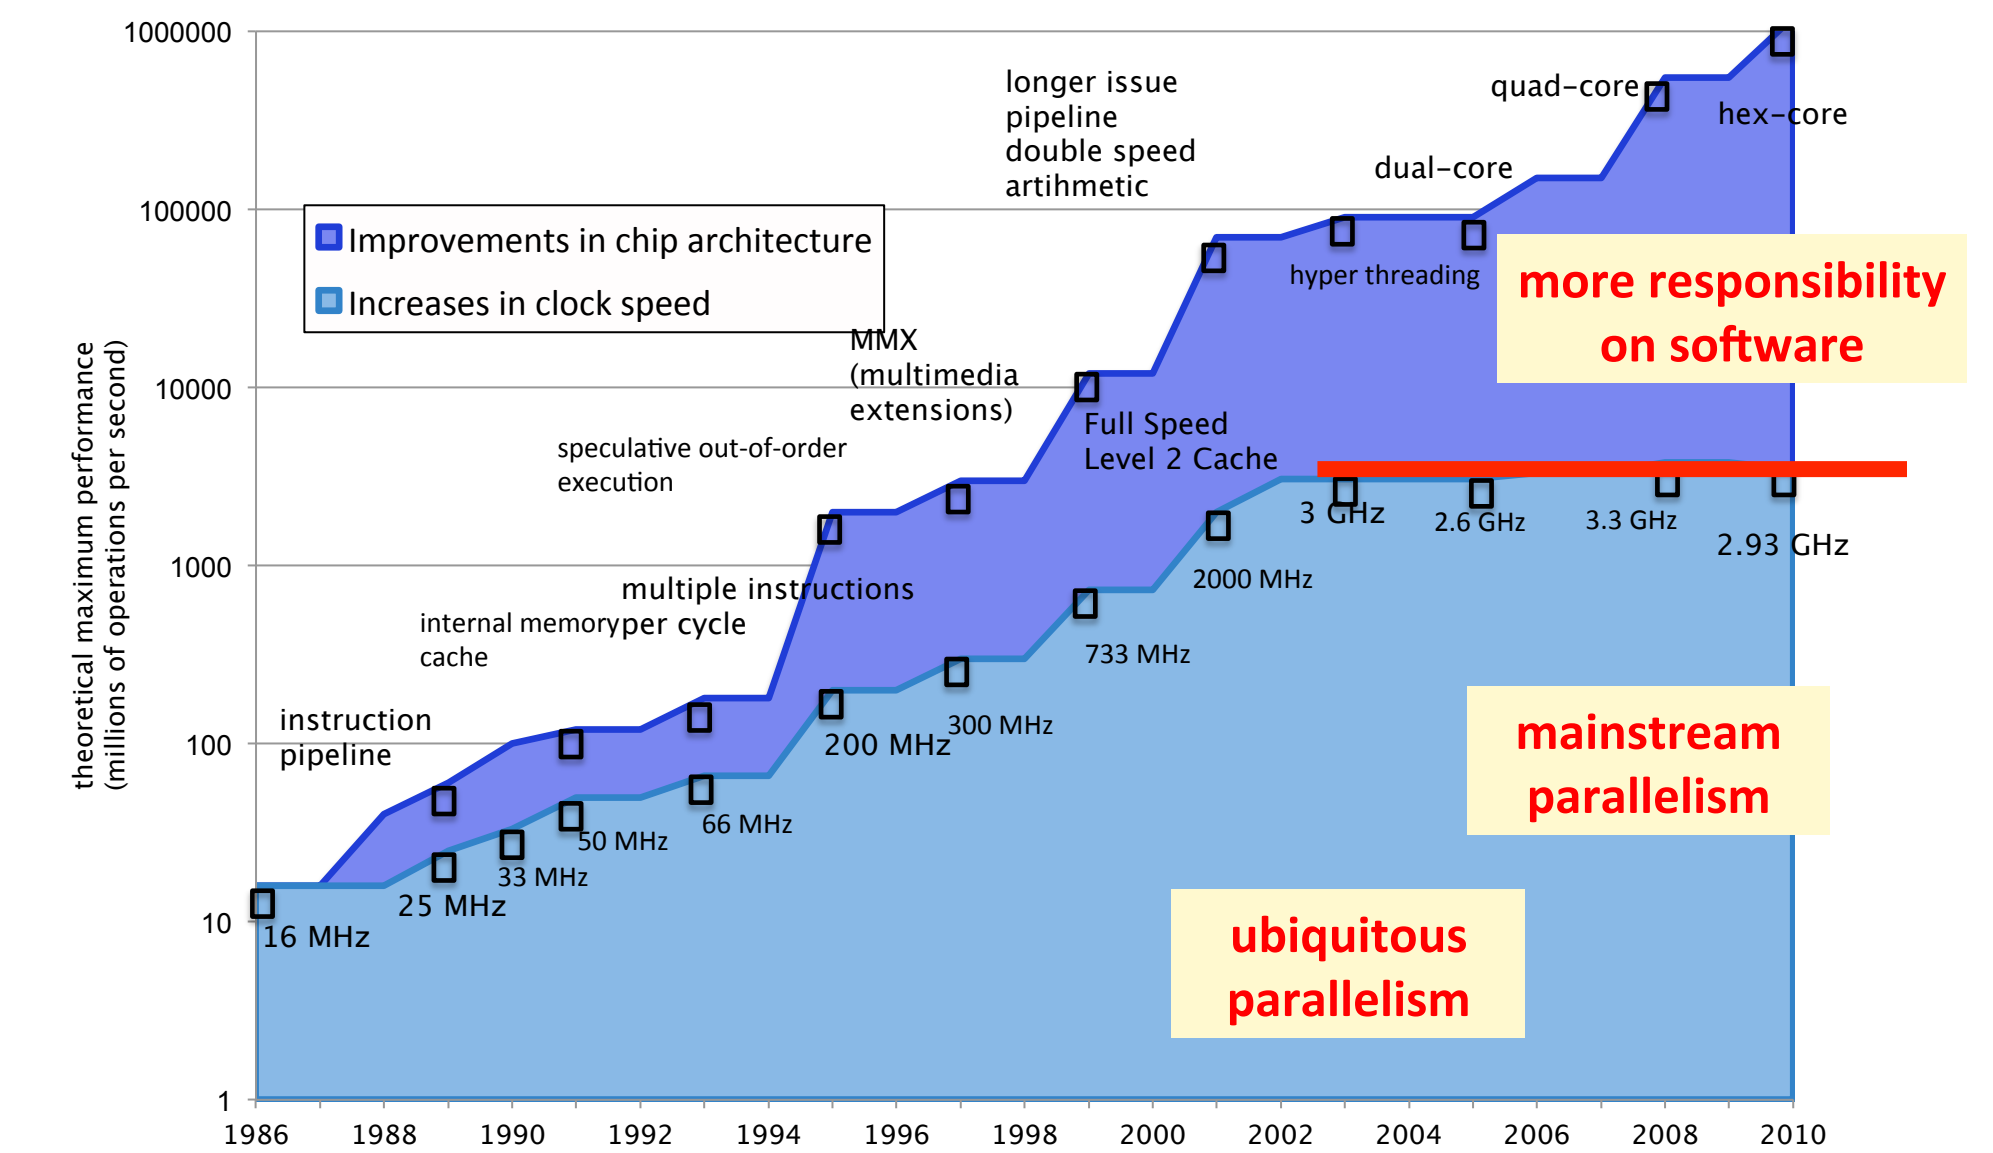 1000000
100000
10000
1000
100
10
1
theoretical maximum performance
(millions of operations per second)
Improvements in chip architecture
Increases in clock speed
longer issue
pipeline
double speed
artihmetic
quad-core
hex-core
dual-core
hyper threading
more responsibility
on software
MMX
(multimedia
extensions)
Full Speed
Level 2 Cache
speculative out-of-order
execution
multiple instructions
per cycle
internal memory
cache
instruction
pipeline
16 MHz
25 MHz
33 MHz
50 MHz
66 MHz
200 MHz
300 MHz
733 MHz
2000 MHz
3 GHz
2.6 GHz
3.3 GHz
2.93 GHz
mainstream
parallelism
ubiquitous
parallelism
1986 1988 1990 1992 1994 1996 1998 2000 2002 2004 2006 2008 2010